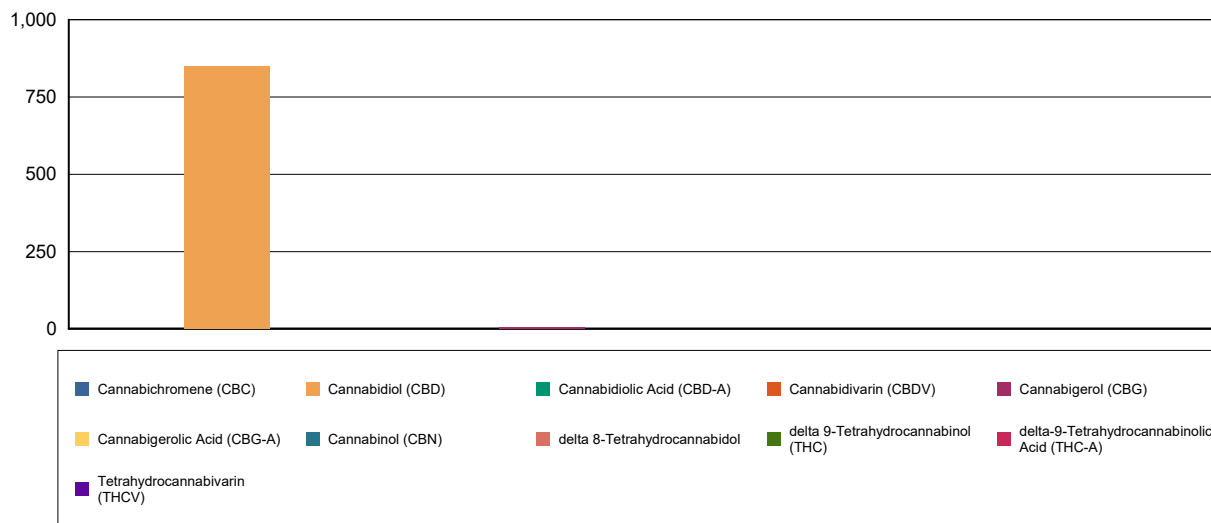 1,000
750
500
250
0
Cannabichromene (CBC)
Cannabidiol (CBD)
Cannabidiolic Acid (CBD-A)
Cannabidivarin (CBDV)
Cannabigerol (CBG)
Cannabigerolic Acid (CBG-A)
Cannabinol (CBN)
delta 8-Tetrahydrocannabidol
delta 9-Tetrahydrocannabinol
(THC)
delta-9-Tetrahydrocannabinolic
Acid (THC-A)
Tetrahydrocannabivarin
(THCV)